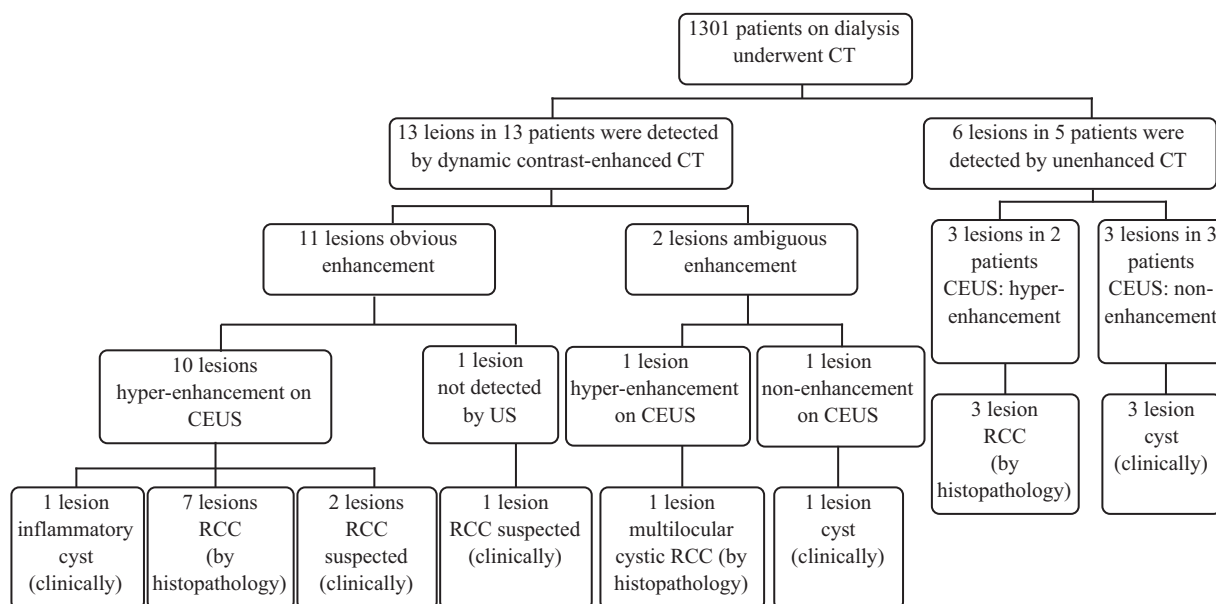 1301 patients on dialysis
underwent CT
13 leions in 13 patients were detected
by dynamic contrast-enhanced CT
6 lesions in 5 patients were
detected by unenhanced CT
11 lesions obvious
enhancement
2 lesions ambiguous
enhancement
3 lesions in 2
patients
CEUS: hyper-
enhancement
3 lesions in 3
patients
CEUS: non-
enhancement
10 lesions
hyper-enhancement on
CEUS
1 lesion
not detected
by US
1 lesion
hyper-enhancement
on CEUS
1 lesion
non-enhancement
on CEUS
3 lesion
RCC
(by
histopathology)
3 lesion
cyst
(clinically)
1 lesion
inflammatory
cyst
(clinically)
7 lesions
RCC
(by
histopathology)
2 lesions
RCC
suspected
(clinically)
1 lesion
RCC suspected
(clinically)
1 lesion
multilocular
cystic RCC (by
histopathology)
1 lesion
cyst
(clinically)